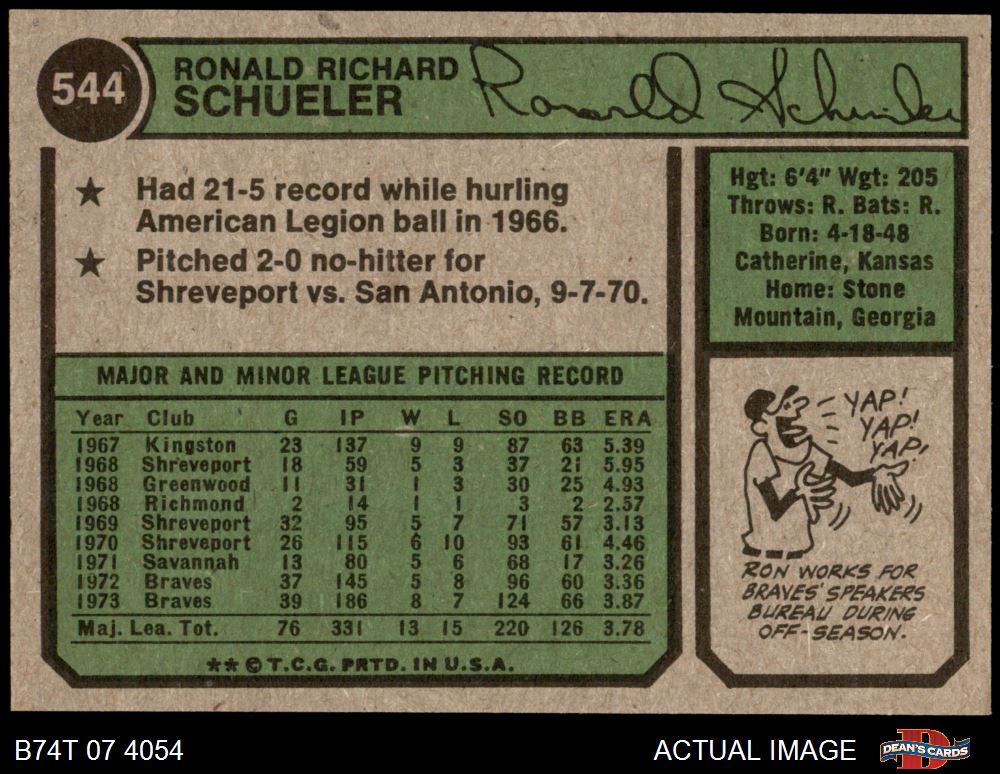 544
RONALD RICHARD
SCHUELER
Ronald Schueler
★ Had 21-5 record while hurling
American Legion ball in 1966.
★ Pitched 2-0 no-hitter for
Shreveport vs. San Antonio, 9-7-70.
Hgt: 6'4" Wgt: 205
Throws: R. Bats: R.
Born: 4-18-48
Catherine, Kansas
Home: Stone
Mountain, Georgia
MAJOR AND MINOR LEAGUE PITCHING RECORD
Year Club G IP W L SO BB ERA
1967 Kingston 23 137 9 9 87 63 5.39
1968 Shreveport 18 59 5 3 37 21 5.95
1968 Greenwood 11 31 1 3 30 25 4.93
1968 Richmond 2 14 1 1 3 2 2.57
1969 Shreveport 32 95 5 7 71 57 3.13
1970 Shreveport 26 115 6 10 93 61 4.46
1971 Savannah 13 80 5 6 68 17 3.26
1972 Braves 37 145 5 8 96 60 3.36
1973 Braves 39 186 8 7 124 66 3.87
Maj. Lea. Tot. 76 331 13 15 220 126 3.78
** © T.C.G. PRTD. IN U.S.A.
YAP!
YAP!
YAP!
RON WORKS FOR
BRAVES' SPEAKERS
BUREAU DURING
OFF-SEASON.
B74T 07 4054
ACTUAL IMAGE
DEAN'S CARDS